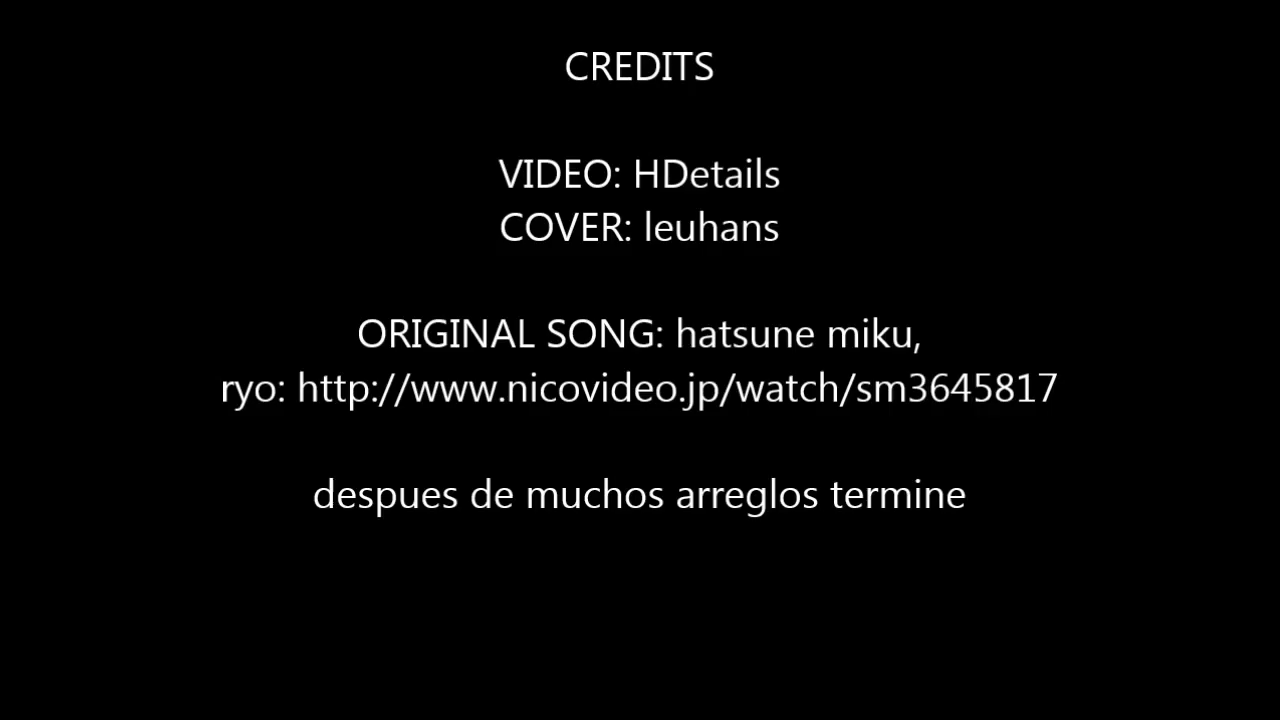 CREDITS
VIDEO: HDetails
COVER: leuhans
ORIGINAL SONG: hatsune miku,
ryo: http://www.nicovideo.jp/watch/sm3645817
despues de muchos arreglos termine